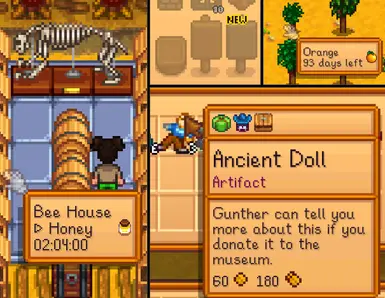 10
NEW
Orange
93 days left
Ancient Doll
Artifact
Gunther can tell you
more about this if you
donate it to the
museum.
60 180
Bee House
Honey
02:04:00